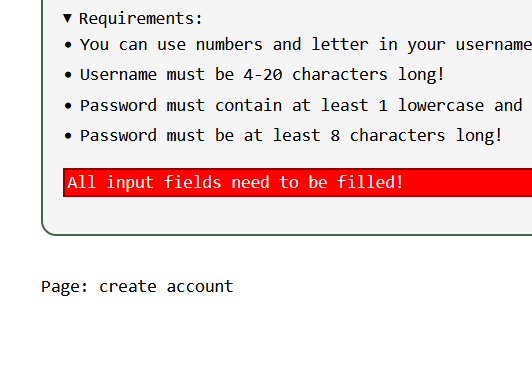 ▼ Requirements:
• You can use numbers and letter in your username
• Username must be 4-20 characters long!
• Password must contain at least 1 lowercase and
• Password must be at least 8 characters long!
All input fields need to be filled!
Page: create account